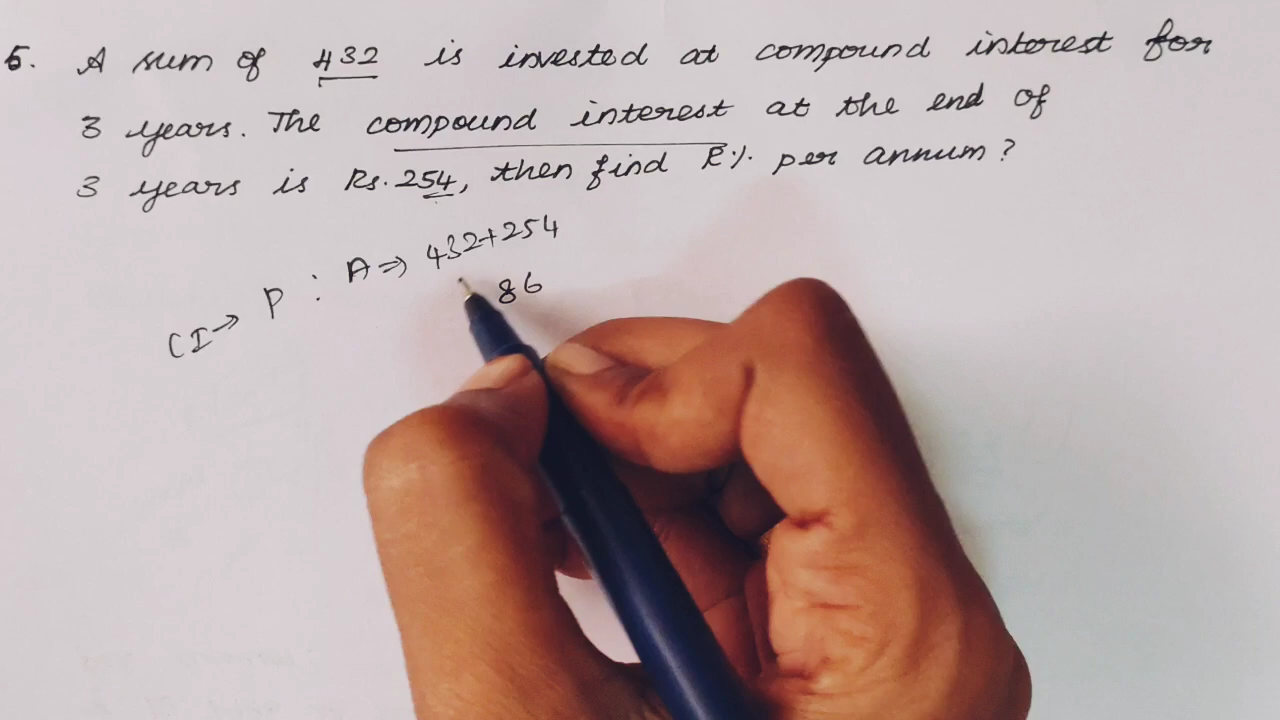 5. A sum of 432 is invested at compound interest for
3 years. The compound interest at the end of
3 years is Rs. 254, then find R%. per annum?
CI→ P : A⇒ 432+254
86